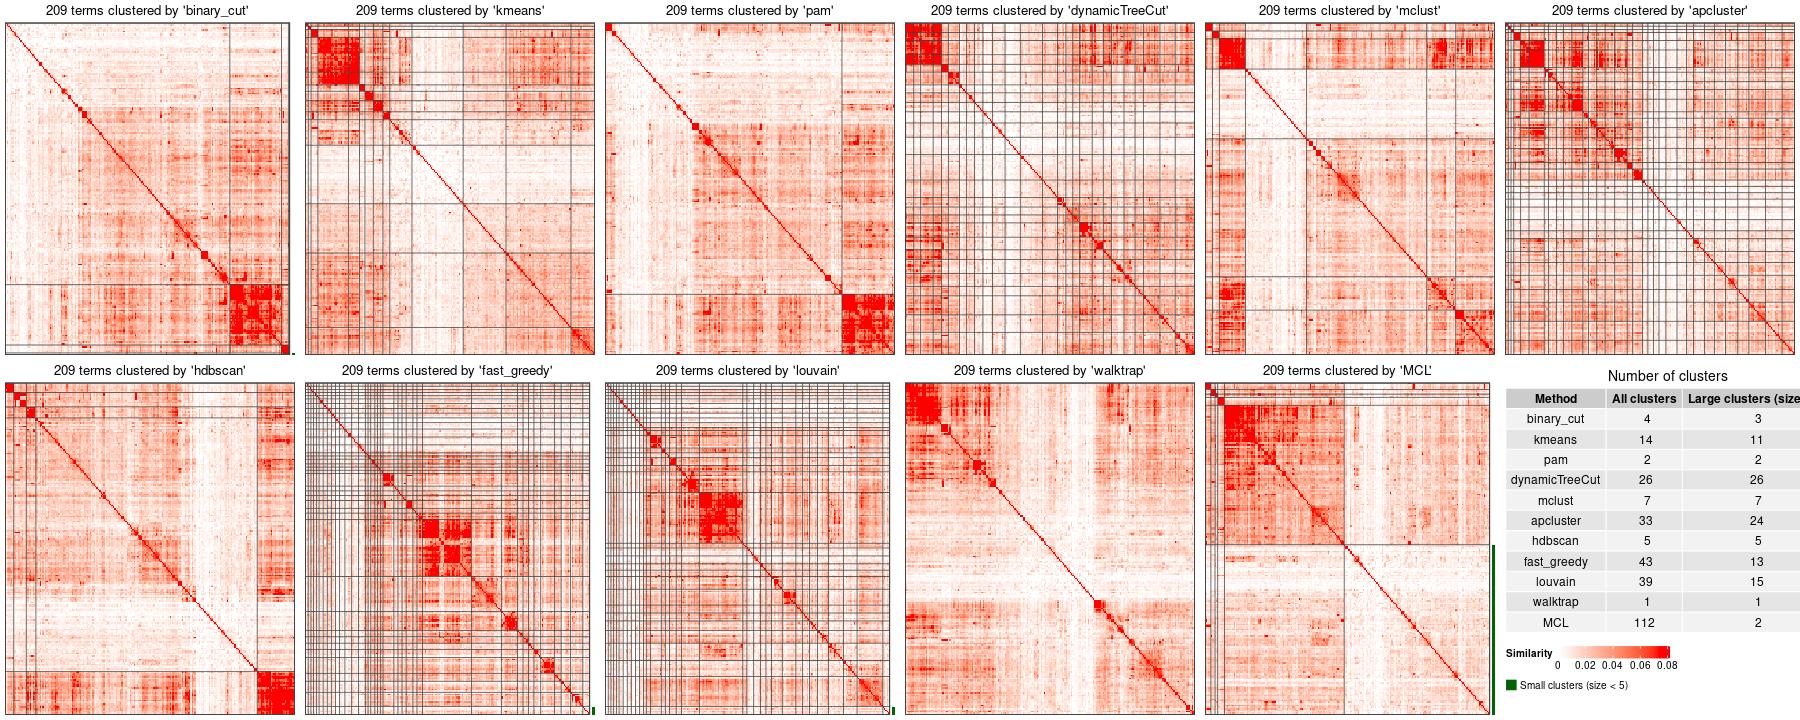 209 terms clustered by 'binary_cut'
209 terms clustered by 'kmeans'
209 terms clustered by 'pam'
209 terms clustered by 'dynamicTreeCut'
209 terms clustered by 'mclust'
209 terms clustered by 'apcluster'
209 terms clustered by 'hdbscan'
209 terms clustered by 'fast_greedy'
209 terms clustered by 'louvain'
209 terms clustered by 'walktrap'
209 terms clustered by 'MCL'
Number of clusters
Method All clusters Large clusters (size
binary_cut 4 3
kmeans 14 11
pam 2 2
dynamicTreeCut 26 26
mclust 7 7
apcluster 33 24
hdbscan 5 5
fast_greedy 43 13
louvain 39 15
walktrap 1 1
MCL 112 2
Similarity
0 0.02 0.04 0.06 0.08
Small clusters (size < 5)